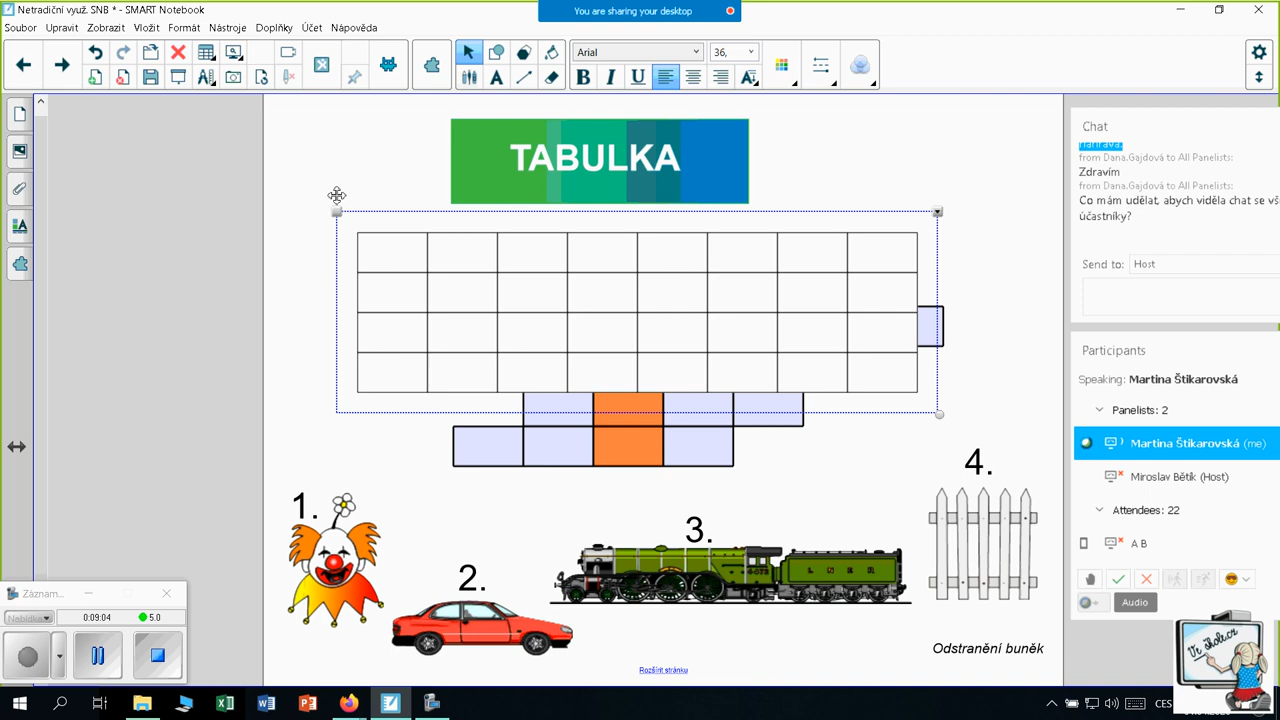 Netradiční využ. SNB * - SMART Notebook
You are sharing your desktop
Soubor Upravit Zobrazit Vložit Formát Nástroje Doplňky Účet Nápověda
Arial
36,
B I U
TABULKA
Chat
from Dana.Gajdová to All Panelists:
Zdravím
from Dana.Gajdová to All Panelists:
Co mám udělat, abych viděla chat se vš
účastníky?
Send to: Host
Participants
Speaking: Martina Štikarovská
Panelists: 2
Martina Štikarovská (me)
Miroslav Bětík (Host)
Attendees: 22
A B
Audio
1.
2.
3.
4.
L N E R
Odstranění buněk
Rozšířit stránku
Záznam...
Nabídka
0:09:04
5.0
Ve škole.cz
CES